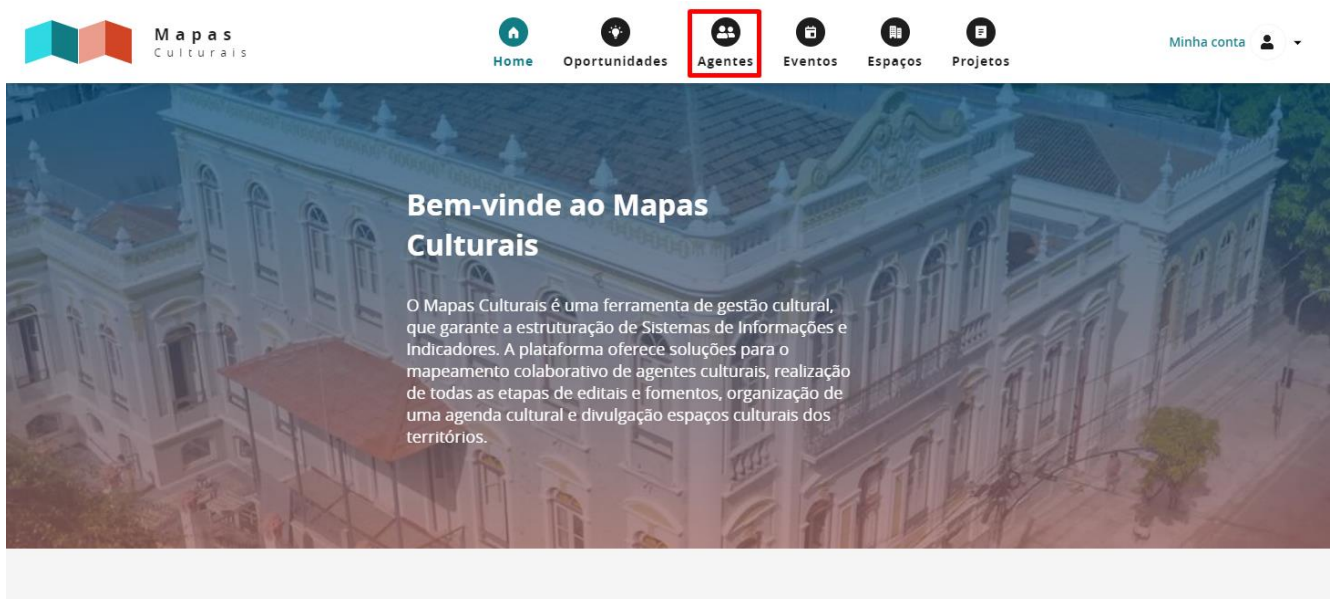 Mapas
Culturais
Home
Oportunidades
Agentes
Eventos
Espaços
Projetos
Minha conta
Bem-vinde ao Mapas
Culturais
O Mapas Culturais é uma ferramenta de gestão cultural,
que garante a estruturação de Sistemas de Informações e
Indicadores. A plataforma oferece soluções para o
mapeamento colaborativo de agentes culturais, realização
de todas as etapas de editais e fomentos, organização de
uma agenda cultural e divulgação espaços culturais dos
territórios.